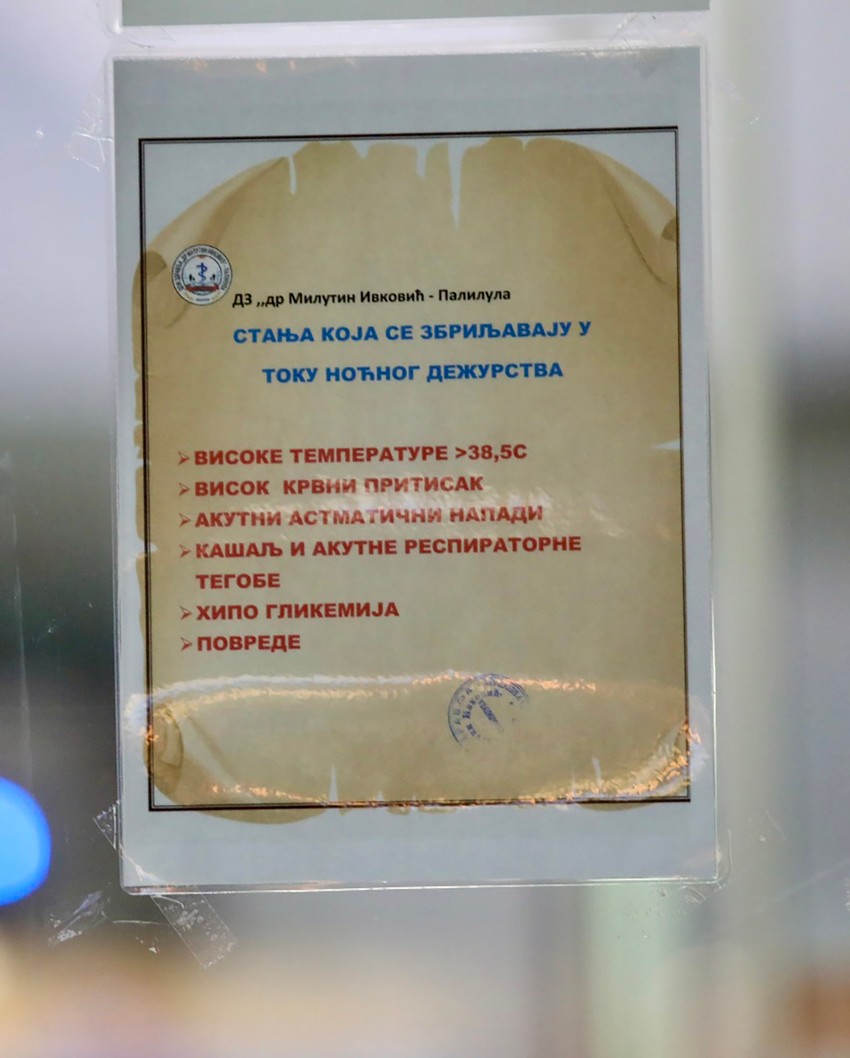 ДЗ ,,др Милутин Ивковић - Палилула
СТАЊА КОЈА СЕ ЗБРИЉАВАЈУ У
ТОКУ НОЋНОГ ДЕЖУРСТВА
ВИСОКЕ ТЕМПЕРАТУРЕ >38,5С
ВИСОК КРВНИ ПРИТИСАК
АКУТНИ АСТМАТИЧНИ НАПАДИ
КАШАЉ И АКУТНЕ РЕСПИРАТОРНЕ
ТЕГОБЕ
ХИПО ГЛИКЕМИЈА
ПОВРЕДЕ